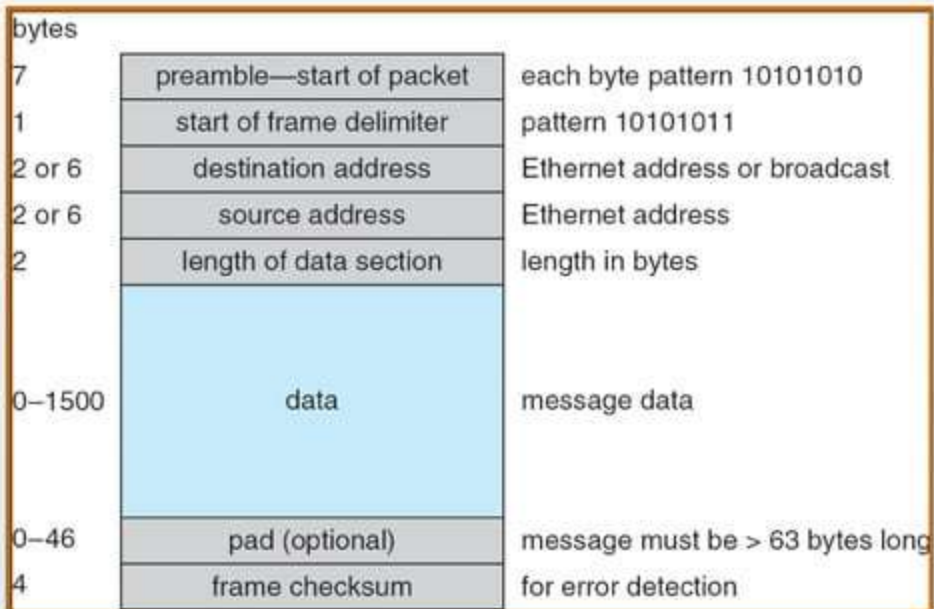 bytes
7 preamble—start of packet each byte pattern 10101010
1 start of frame delimiter pattern 10101011
2 or 6 destination address Ethernet address or broadcast
2 or 6 source address Ethernet address
2 length of data section length in bytes
0–1500 data message data
0–46 pad (optional) message must be > 63 bytes long
4 frame checksum for error detection